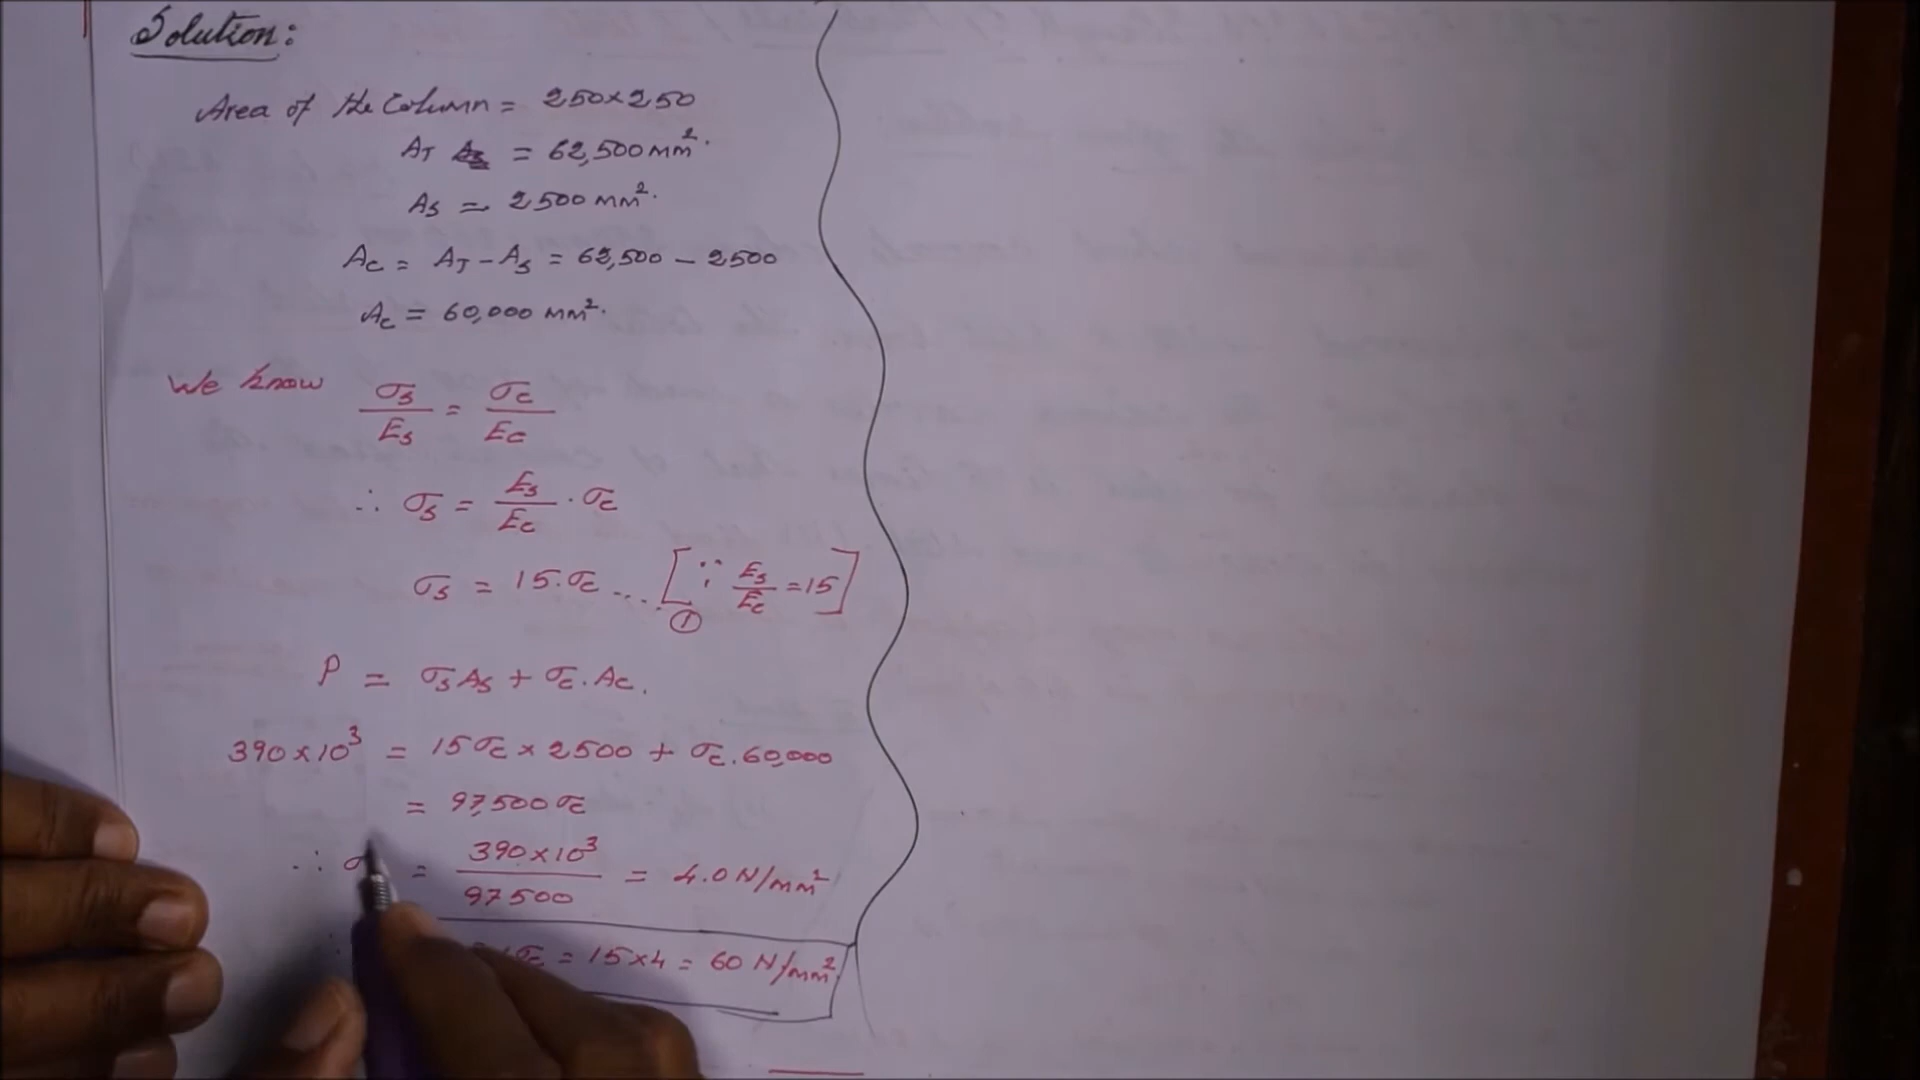 Solution:
Area of the Column = 250×250
AT = 62,500 mm².
As = 2500 mm².
Ac = AT - As = 62,500 - 2500
Ac = 60,000 mm².
We know σs/Es = σc/Ec
∴ σs = Es/Ec · σc
σs = 15.σc .... [∵ Es/Ec = 15]
①
P = σsAs + σc.Ac.
390×10³ = 15σc × 2500 + σc.60,000
= 97,500σc
∴ σ = 390×10³/97500 = 4.0 N/mm²
σc = 15×4 = 60 N/mm²